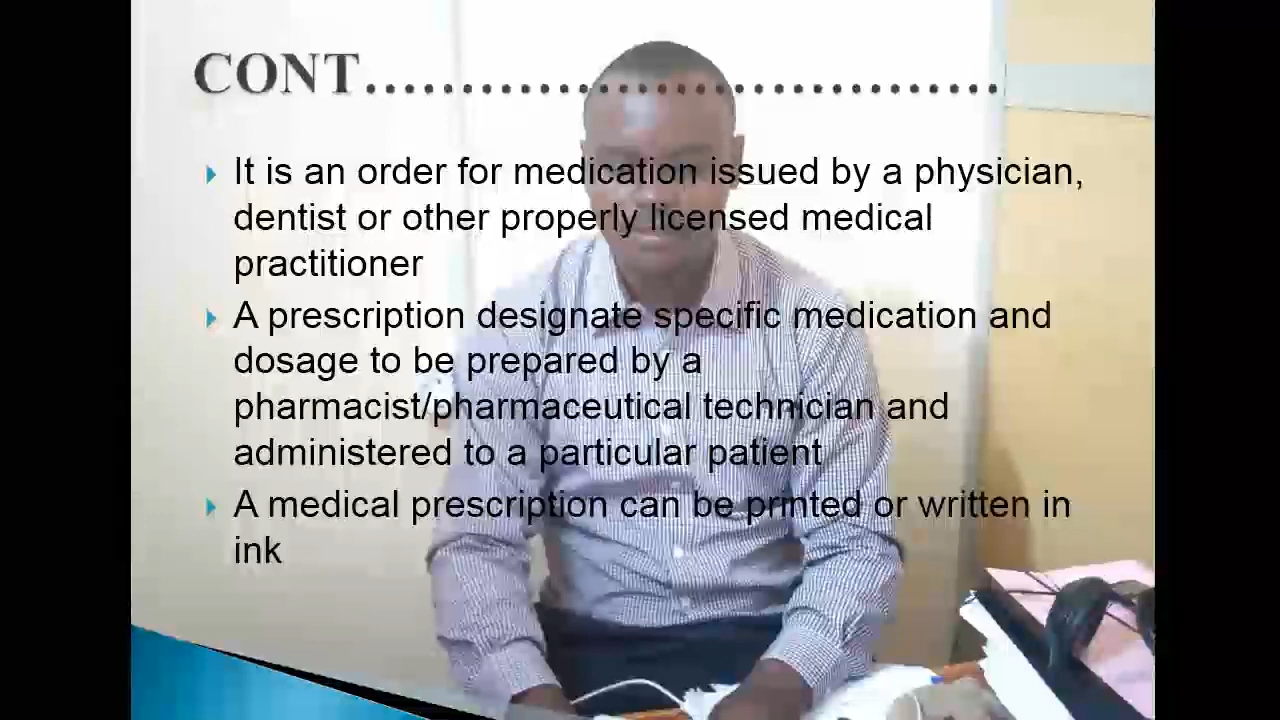 CONT.................................
It is an order for medication issued by a physician,
dentist or other properly licensed medical
practitioner
A prescription designate specific medication and
dosage to be prepared by a
pharmacist/pharmaceutical technician and
administered to a particular patient
A medical prescription can be printed or written in
ink